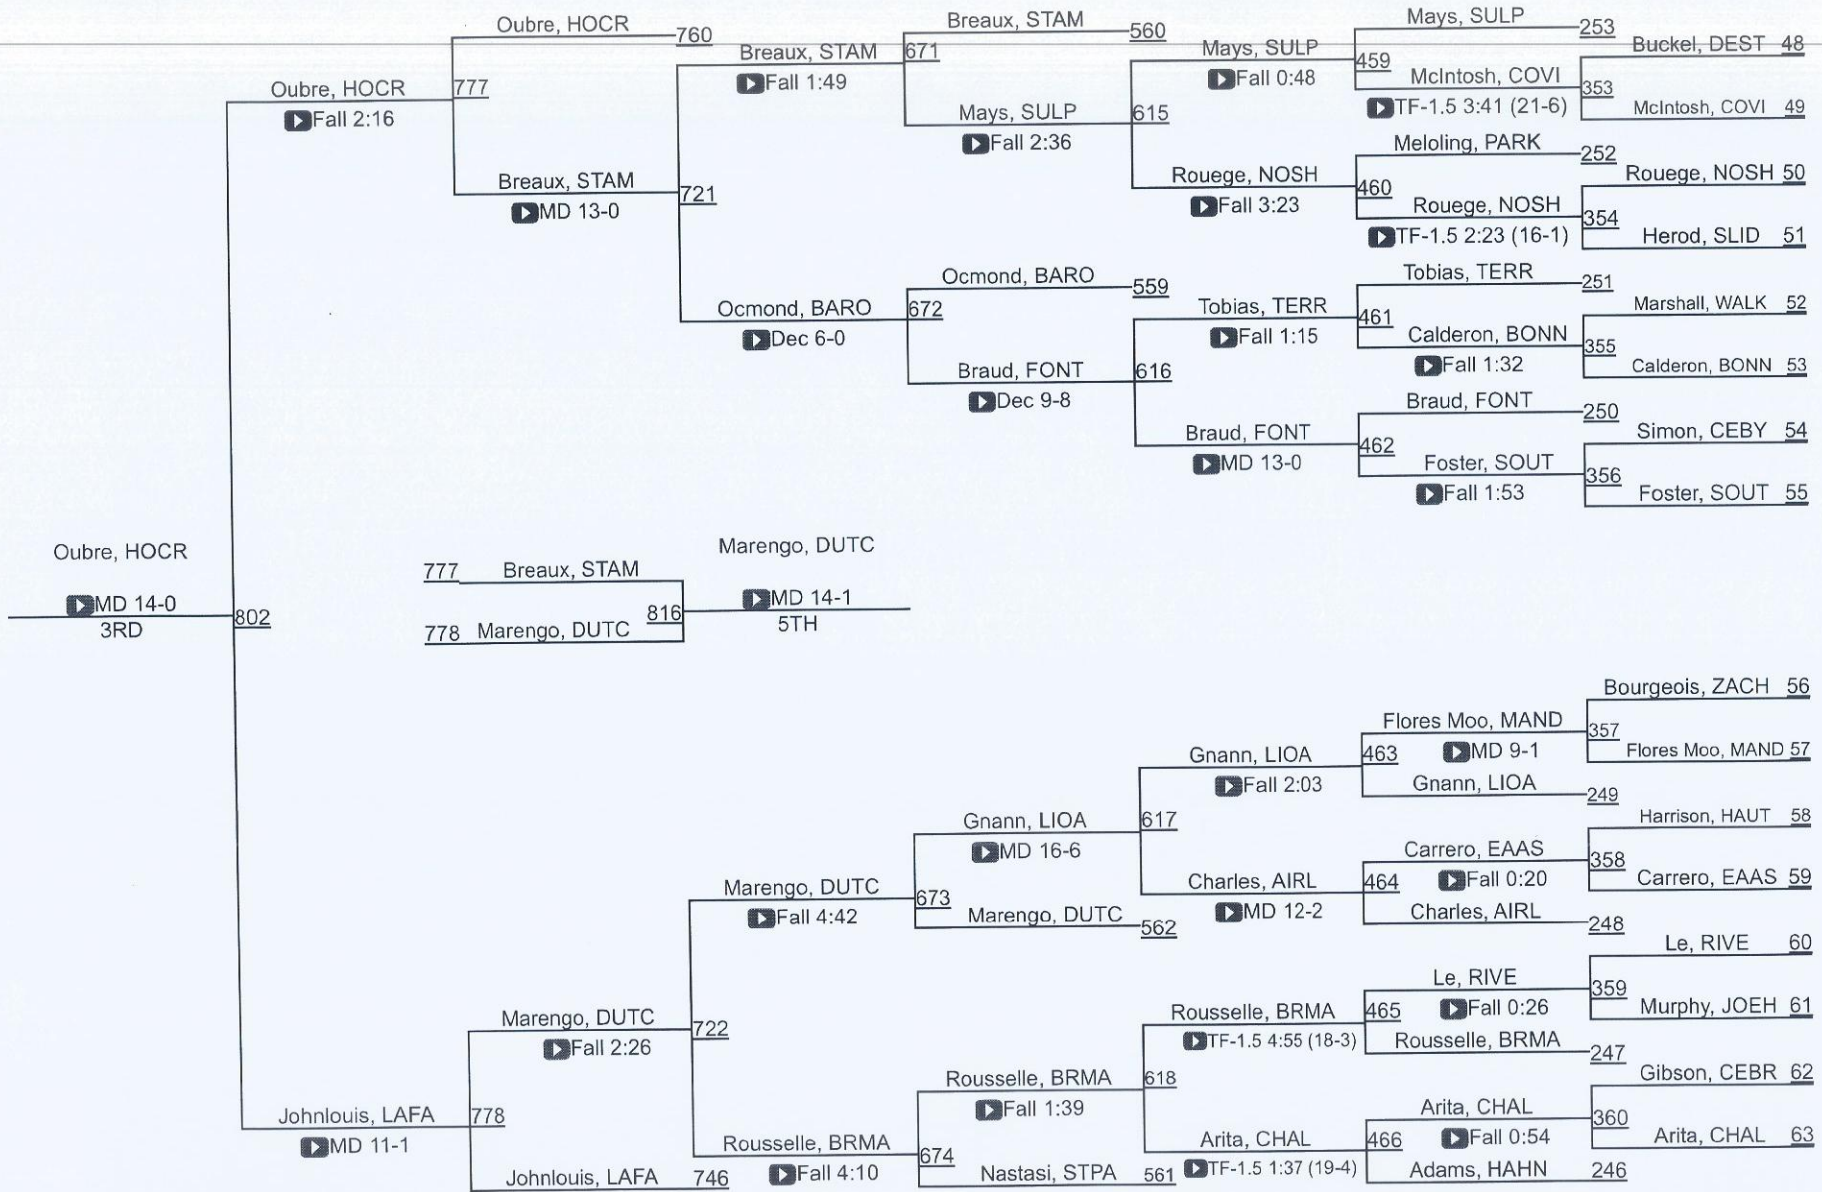 Oubre, HOCR
760
Oubre, HOCR
777
Fall 2:16
Breaux, STAM
721
MD 13-0
Breaux, STAM
671
Fall 1:49
Ocmond, BARO
672
Dec 6-0
Breaux, STAM
560
Mays, SULP
615
Fall 2:36
Ocmond, BARO
559
Braud, FONT
616
Dec 9-8
Mays, SULP
459
Fall 0:48
Rouege, NOSH
460
Fall 3:23
Tobias, TERR
461
Fall 1:15
Braud, FONT
462
MD 13-0
Mays, SULP
253
McIntosh, COVI
353
TF-1.5 3:41 (21-6)
Meloling, PARK
252
Rouege, NOSH
354
TF-1.5 2:23 (16-1)
Tobias, TERR
251
Calderon, BONN
355
Fall 1:32
Braud, FONT
250
Foster, SOUT
356
Fall 1:53
Buckel, DEST 48
McIntosh, COVI 49
Rouege, NOSH 50
Herod, SLID 51
Marshall, WALK 52
Calderon, BONN 53
Simon, CEBY 54
Foster, SOUT 55
Oubre, HOCR
MD 14-0
802
3RD
777 Breaux, STAM
778 Marengo, DUTC
816
Marengo, DUTC
MD 14-1
5TH
Johnlouis, LAFA
778
MD 11-1
Marengo, DUTC
722
Fall 2:26
Johnlouis, LAFA 746
Marengo, DUTC
673
Fall 4:42
Rousselle, BRMA
674
Fall 4:10
Gnann, LIOA
617
MD 16-6
Marengo, DUTC
562
Rousselle, BRMA
618
Fall 1:39
Nastasi, STPA
561
Gnann, LIOA
463
Fall 2:03
Charles, AIRL
464
MD 12-2
Rousselle, BRMA
465
TF-1.5 4:55 (18-3)
Arita, CHAL
466
TF-1.5 1:37 (19-4)
Flores Moo, MAND
357
MD 9-1
Gnann, LIOA
249
Carrero, EAAS
358
Fall 0:20
Charles, AIRL
248
Le, RIVE
359
Fall 0:26
Rousselle, BRMA
247
Arita, CHAL
360
Fall 0:54
Adams, HAHN
246
Bourgeois, ZACH 56
Flores Moo, MAND 57
Harrison, HAUT 58
Carrero, EAAS 59
Le, RIVE 60
Murphy, JOEH 61
Gibson, CEBR 62
Arita, CHAL 63